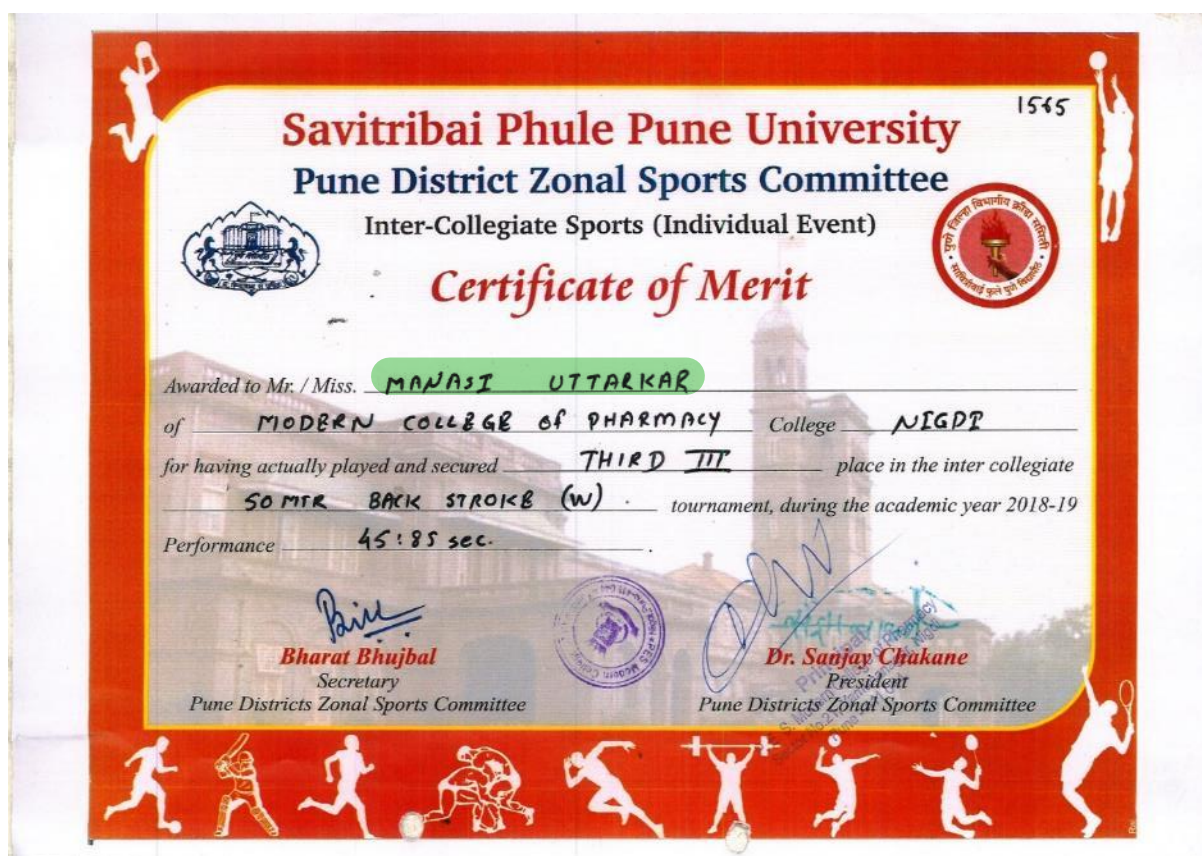 1565
Savitribai Phule Pune University
Pune District Zonal Sports Committee
Inter-Collegiate Sports (Individual Event)
पुणे जिल्हा विभागीय क्रीडा समिती
सावित्रीबाई फुले पुणे विद्यापीठ
Certificate of Merit
Awarded to Mr. / Miss. MANASI UTTARKAR
of MODERN COLLEGE Of PHARMACY College NIGDI
for having actually played and secured THIRD III place in the inter collegiate
50 MTR BACK STROKE (W) . tournament, during the academic year 2018-19
Performance 45:85 sec. .
Bharat Bhujbal
Secretary
Pune Districts Zonal Sports Committee
Dr. Sanjay Chakane
President
Pune Districts Zonal Sports Committee
Principal